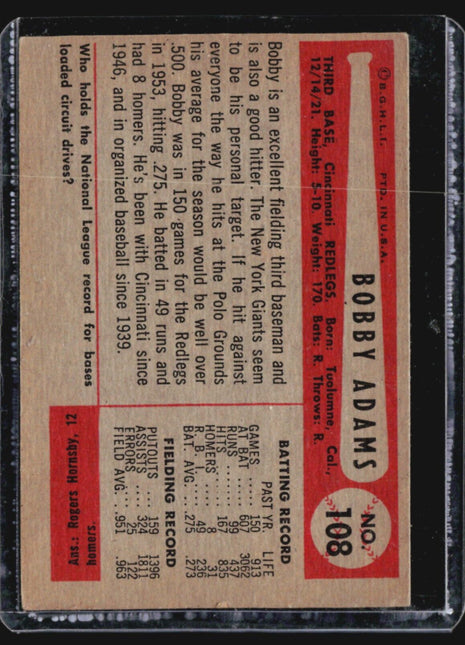 © B.G.H.L.I. PTD. IN U.S.A.
BOBBY ADAMS
NO.
108
THIRD BASE, Cincinnati REDLEGS, Born: Tuolumne, Cal.,
12/14/21. Height: 5-10. Weight: 170. Bats: R. Throws: R.
Bobby is an excellent fielding third baseman and
is also a good hitter. The New York Giants seem
to be his personal target. If he hit against
everyone the way he hits at the Polo Grounds
his average for the season would be well over
.500. Bobby was in 150 games for the Redlegs
in 1953, hitting .275. He batted in 49 runs and
had 8 homers. He's been with Cincinnati since
1946, and in organized baseball since 1939.
BATTING RECORD
PAST YR. LIFE
GAMES ..... 150 913
AT BAT ..... 607 3062
RUNS ....... 99 437
HITS ....... 167 835
HOMERS .... 8 31
R. B. I. ...... 49 236
BAT. AVG. .. .275 .273
FIELDING RECORD
PUTOUTS ... 159 1396
ASSISTS .... 324 1811
ERRORS .... 25 122
FIELD AVG. .. .951 .963
Who holds the National League record for bases
loaded circuit drives?
Ans.: Rogers Hornsby, 12
homers.